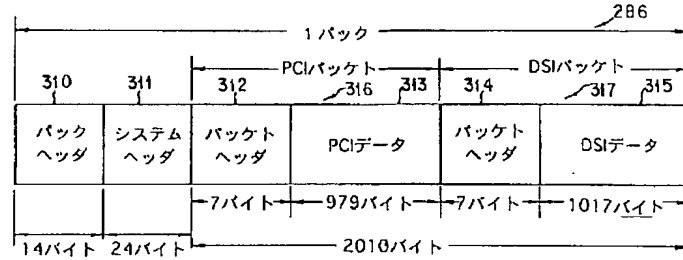 286
1パック
PCIパッケト
DSIパッケト
310
311
312
316
313
314
317
315
パック
ヘッダ
システム
ヘッダ
パッケト
ヘッダ
PCIデータ
パッケト
ヘッダ
DSIデータ
7バイト
979バイト
7バイト
1017バイト
14バイト
24バイト
2010バイト